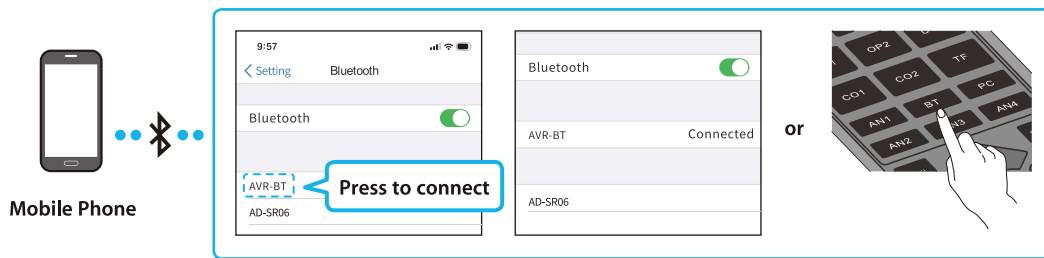 Mobile Phone
9:57
Setting
Bluetooth
Bluetooth
AVR-BT
Press to connect
AD-SR06
Bluetooth
AVR-BT
Connected
AD-SR06
or
OP2
CO1
CO2
TF
AN1
BT
PC
AN2
AN3
AN4